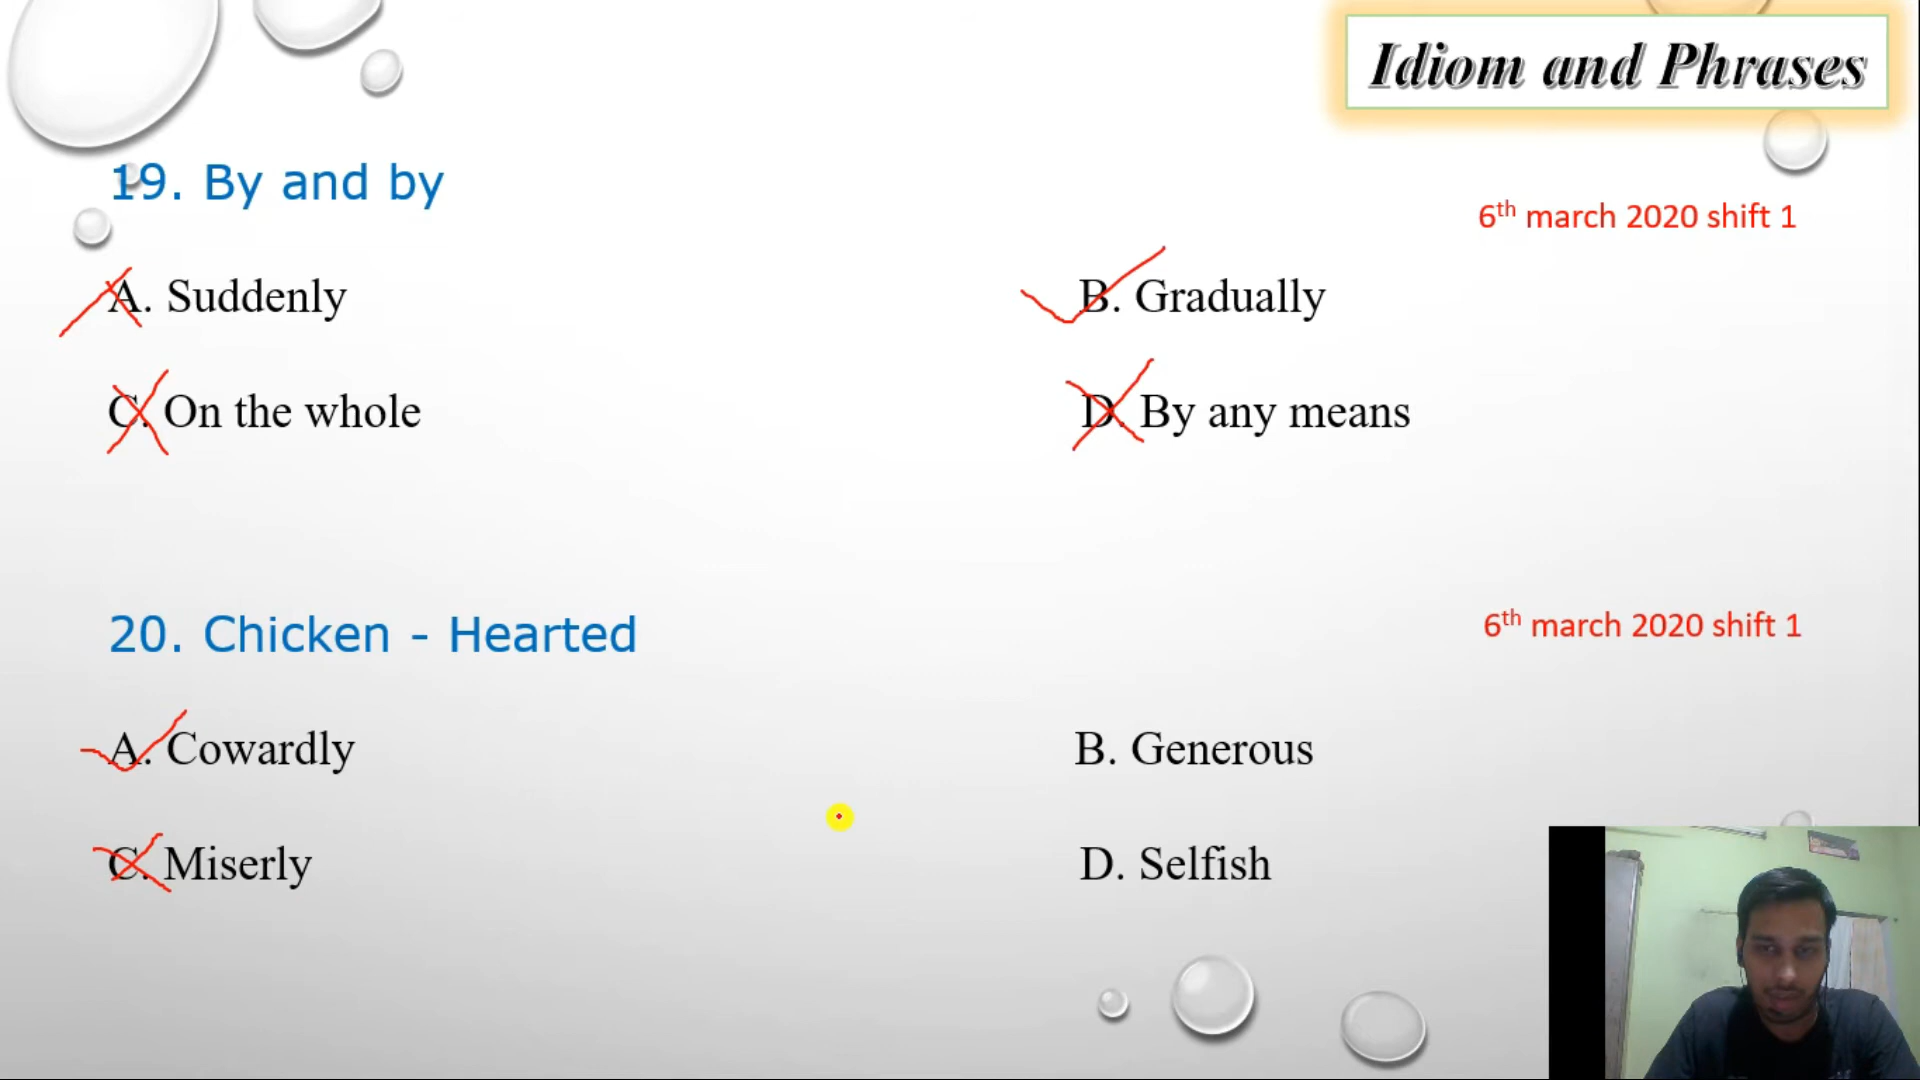 Idiom and Phrases
19. By and by
6th march 2020 shift 1
A. Suddenly
B. Gradually
C. On the whole
D. By any means
20. Chicken - Hearted
6th march 2020 shift 1
A. Cowardly
B. Generous
C. Miserly
D. Selfish